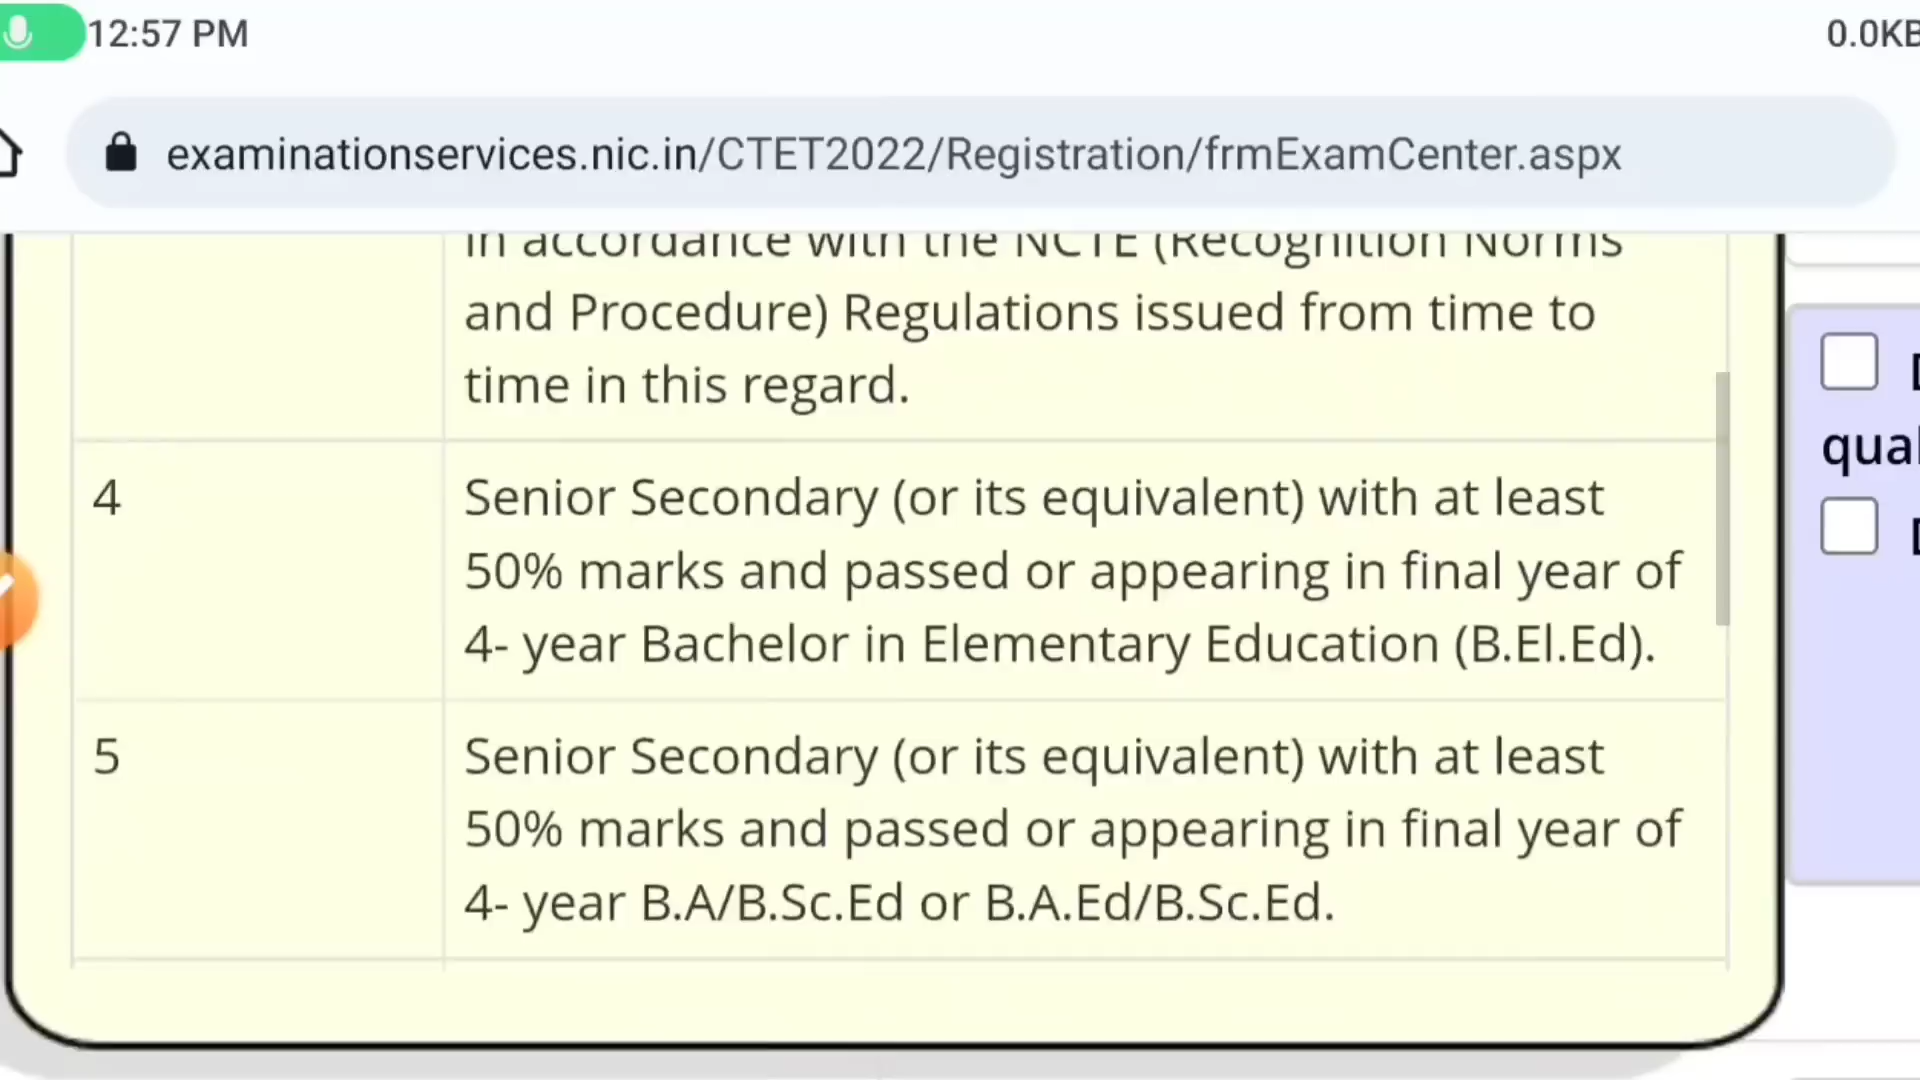 12:57 PM
0.0KB
examinationservices.nic.in/CTET2022/Registration/frmExamCenter.aspx
in accordance with the NCTE (Recognition Norms
and Procedure) Regulations issued from time to
time in this regard.
4
Senior Secondary (or its equivalent) with at least
50% marks and passed or appearing in final year of
4- year Bachelor in Elementary Education (B.El.Ed).
5
Senior Secondary (or its equivalent) with at least
50% marks and passed or appearing in final year of
4- year B.A/B.Sc.Ed or B.A.Ed/B.Sc.Ed.